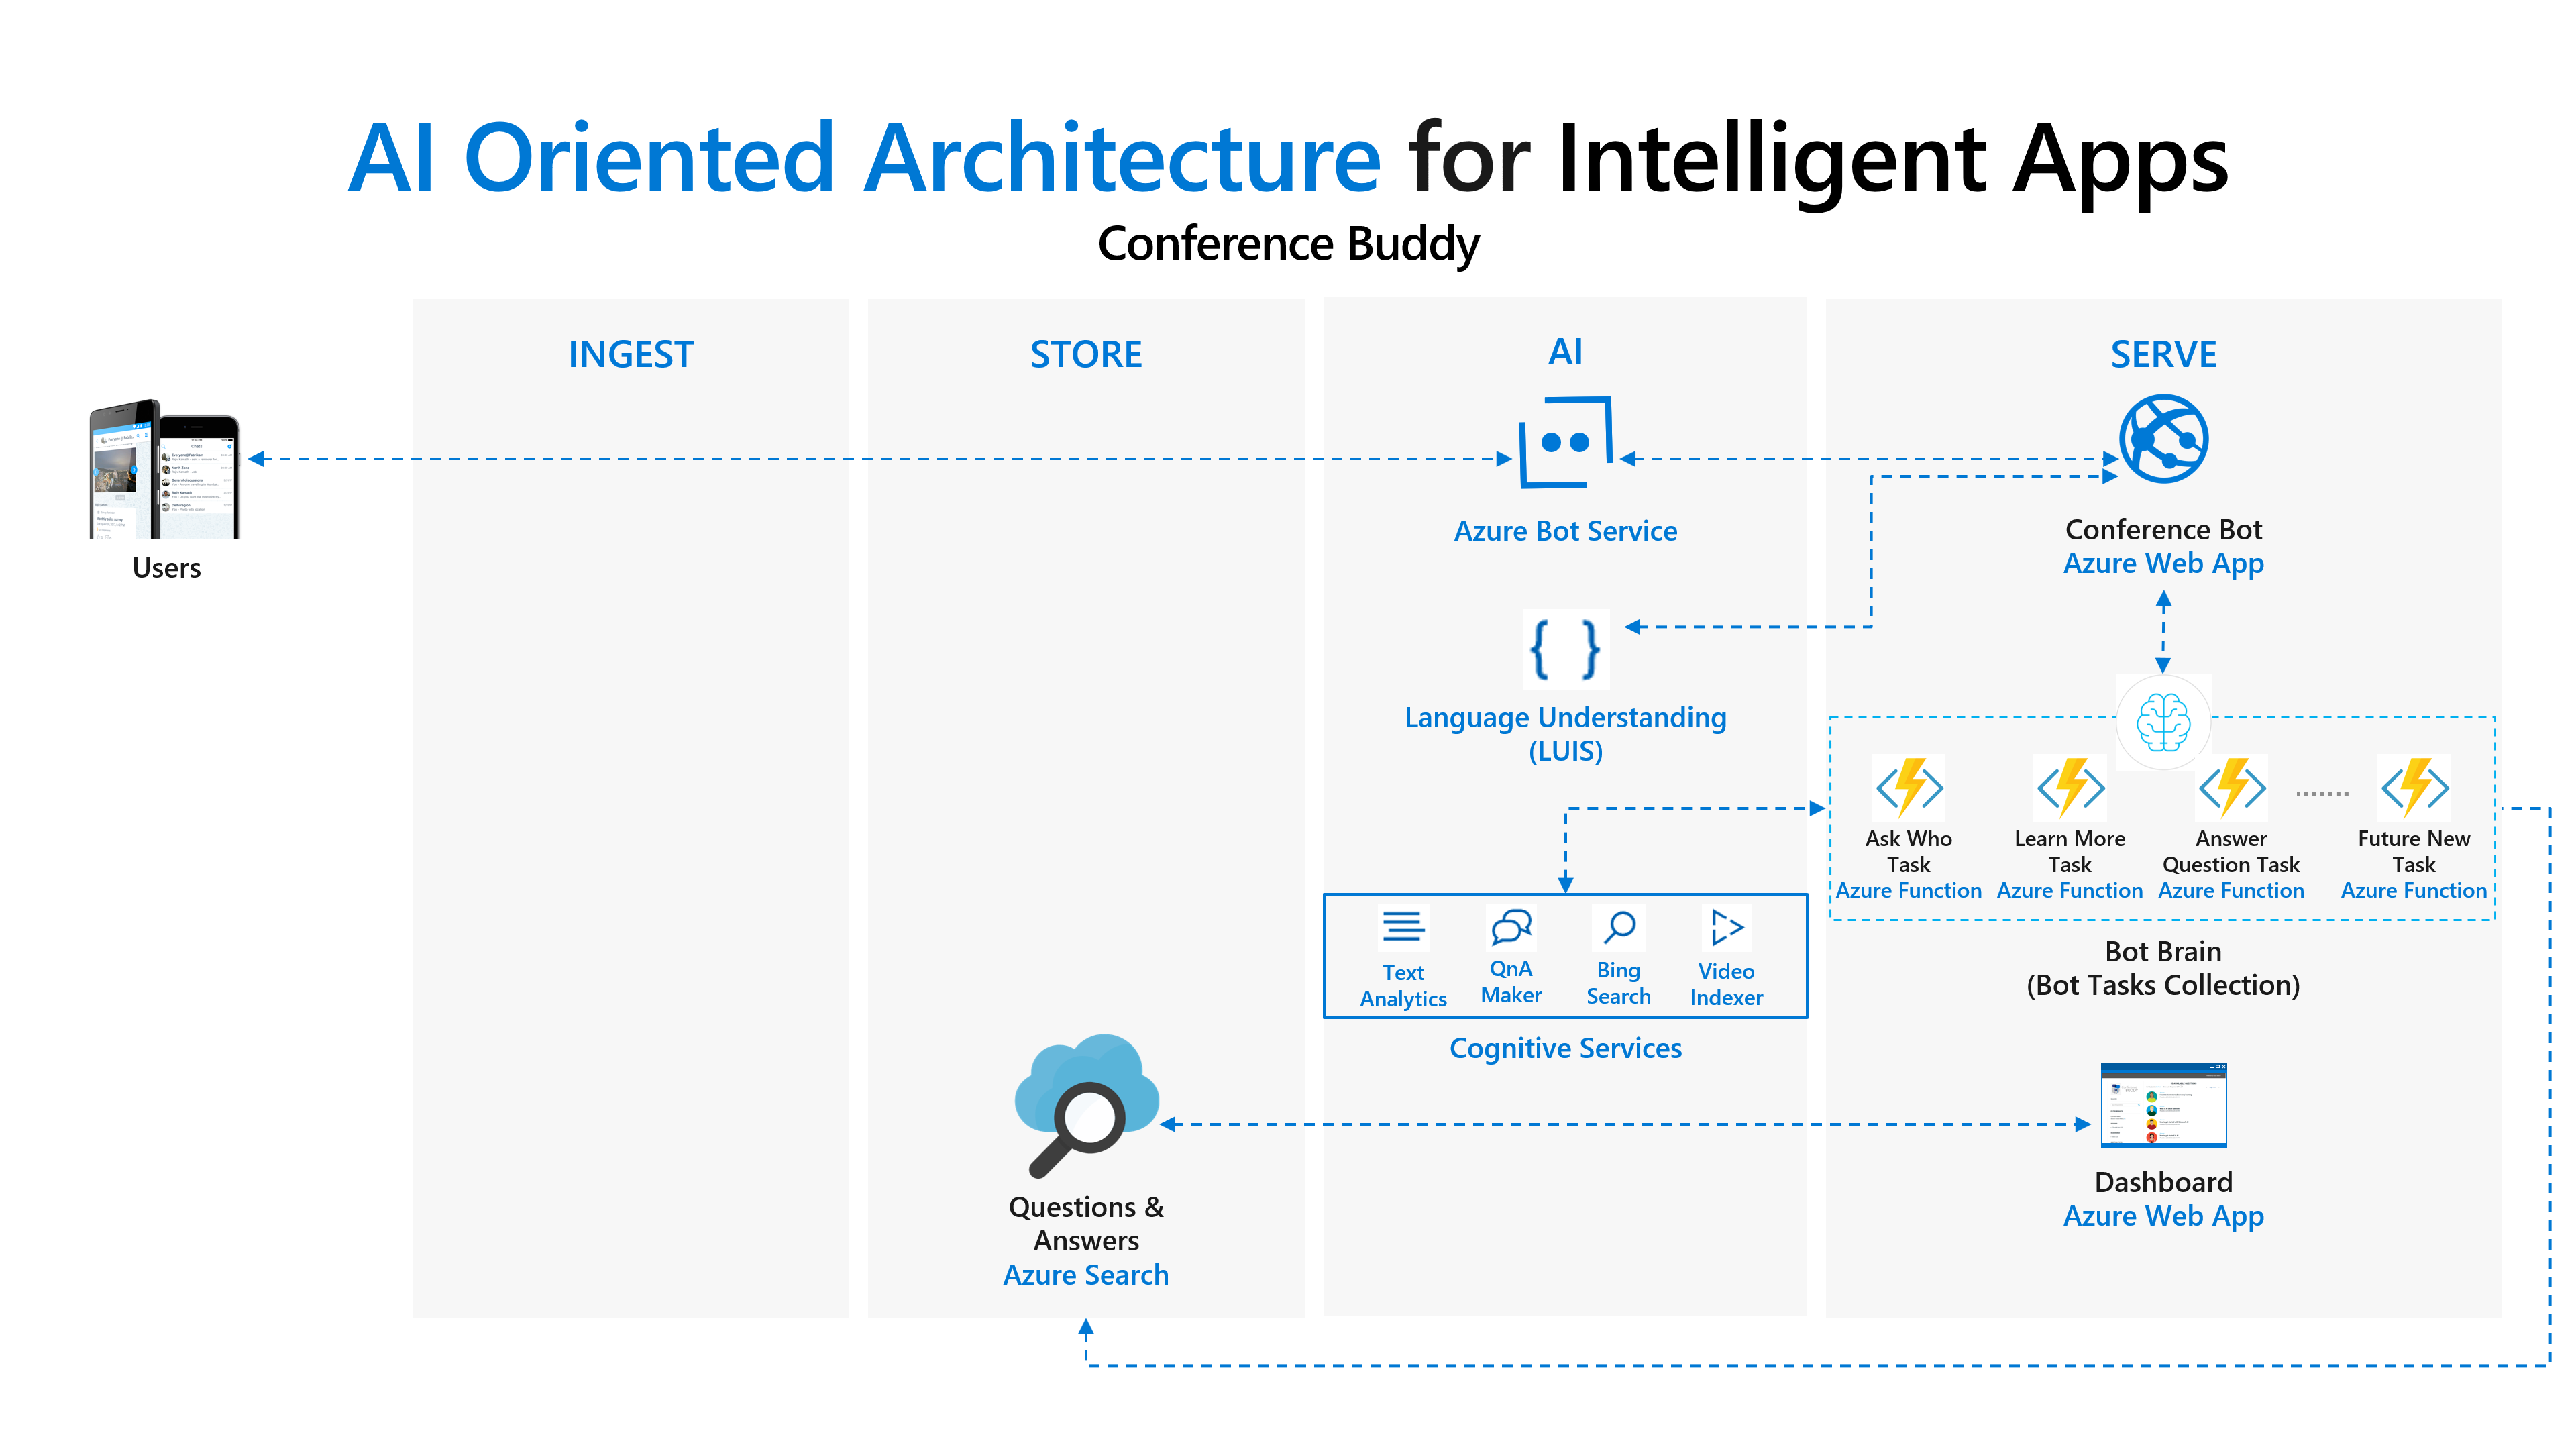 AI Oriented Architecture for Intelligent Apps
Conference Buddy
INGEST
STORE
AI
SERVE
Users
Azure Bot Service
Conference Bot
Azure Web App
{ }
Language Understanding
(LUIS)
Ask Who
Task
Azure Function
Learn More
Task
Azure Function
Answer
Question Task
Azure Function
.......
Future New
Task
Azure Function
Bot Brain
(Bot Tasks Collection)
Text
Analytics
QnA
Maker
Bing
Search
Video
Indexer
Cognitive Services
Questions &
Answers
Azure Search
Dashboard
Azure Web App